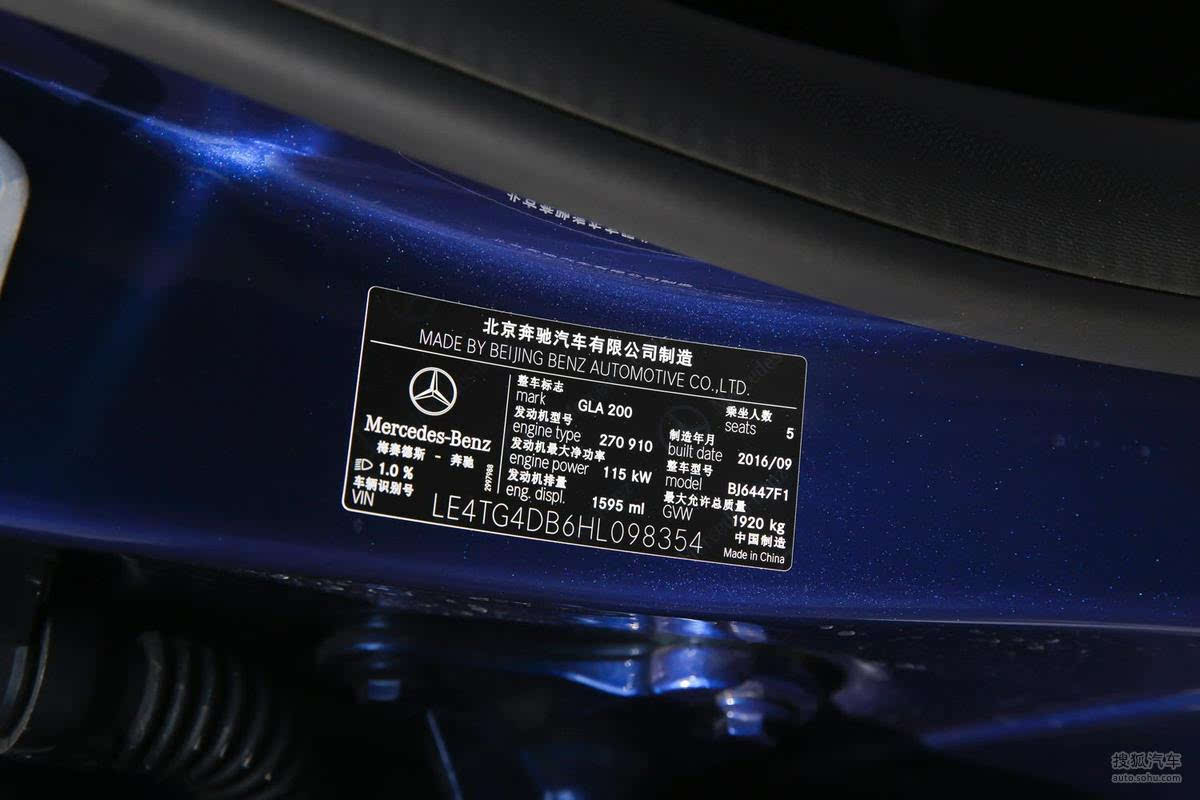 北京奔驰汽车有限公司制造
MADE BY BEIJING BENZ AUTOMOTIVE CO.,LTD.
Mercedes-Benz
梅赛德斯 - 奔驰
1.0 %
整车标志
mark GLA 200
乘坐人数
seats 5
发动机型号
engine type 270 910
制造年月
built date 2016/09
发动机最大净功率
engine power 115 kW
整车型号
model BJ6447F1
发动机排量
eng. displ. 1595 ml
最大允许总质量
GVW 1920 kg
车辆识别号
VIN LE4TG4DB6HL098354
中国制造
Made in China
搜狐汽车
auto.sohu.com